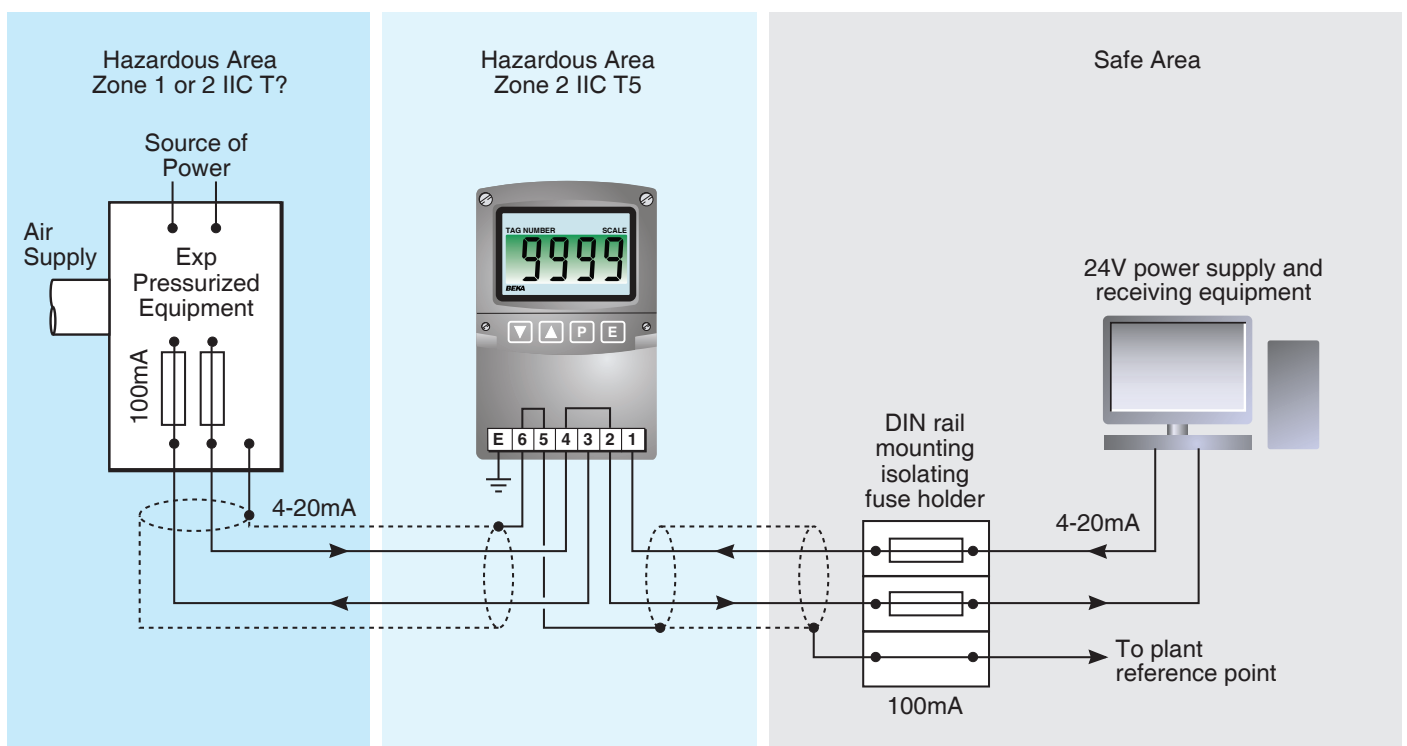 Hazardous Area
Zone 1 or 2 IIC T?
Source of
Power
Air
Supply
Exp
Pressurized
Equipment
100mA
4-20mA
Hazardous Area
Zone 2 IIC T5
TAG NUMBER SCALE
9999
BEKA
P E
E 6 5 4 3 2 1
Safe Area
24V power supply and
receiving equipment
DIN rail
mounting
isolating
fuse holder
4-20mA
To plant
reference point
100mA